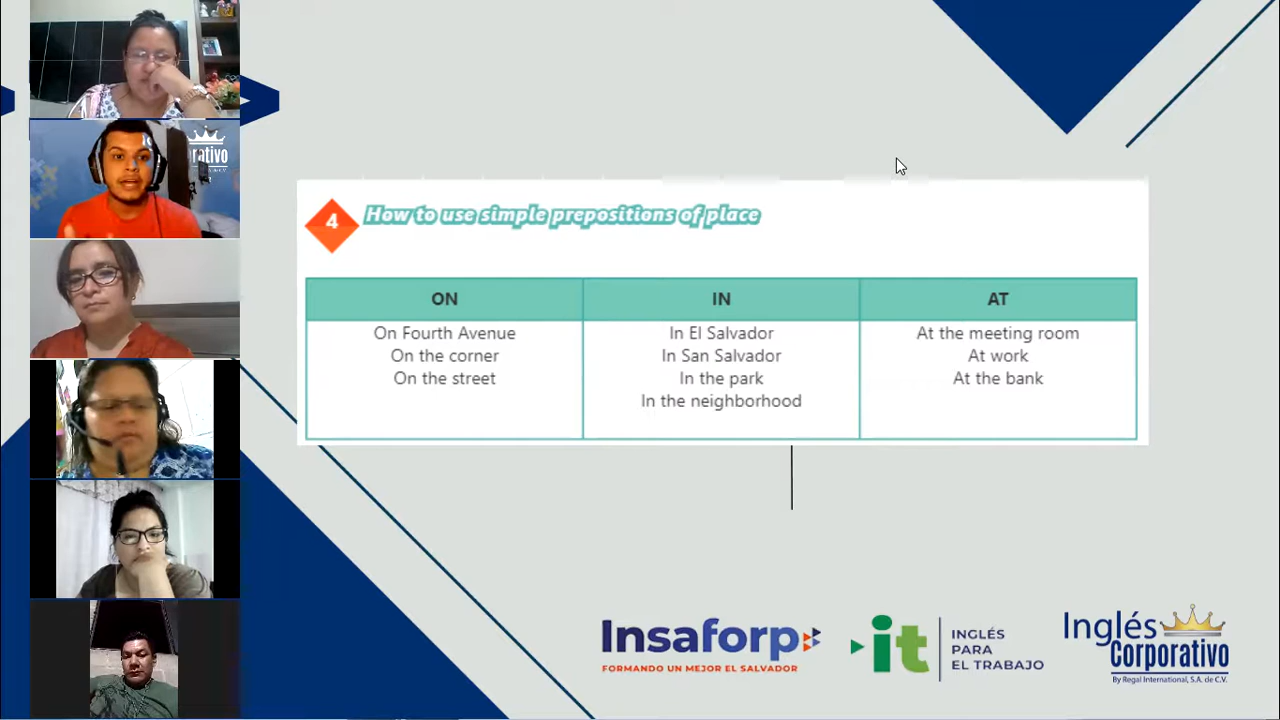 4 How to use simple prepositions of place
ON IN AT
On Fourth Avenue In El Salvador At the meeting room
On the corner In San Salvador At work
On the street In the park At the bank
In the neighborhood
Insaforp
FORMANDO UN MEJOR EL SALVADOR
it
INGLÉS
PARA
EL TRABAJO
Inglés
Corporativo
By Regal International, S.A. de C.V.